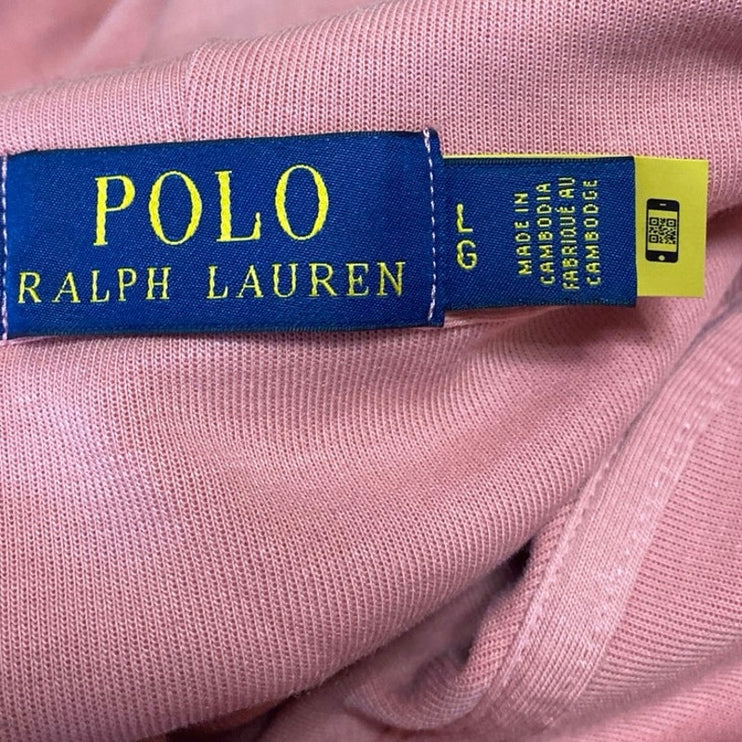 POLO
RALPH LAUREN
L
G
MADE IN
CAMBODIA
FABRIQUÉ AU
CAMBODGE